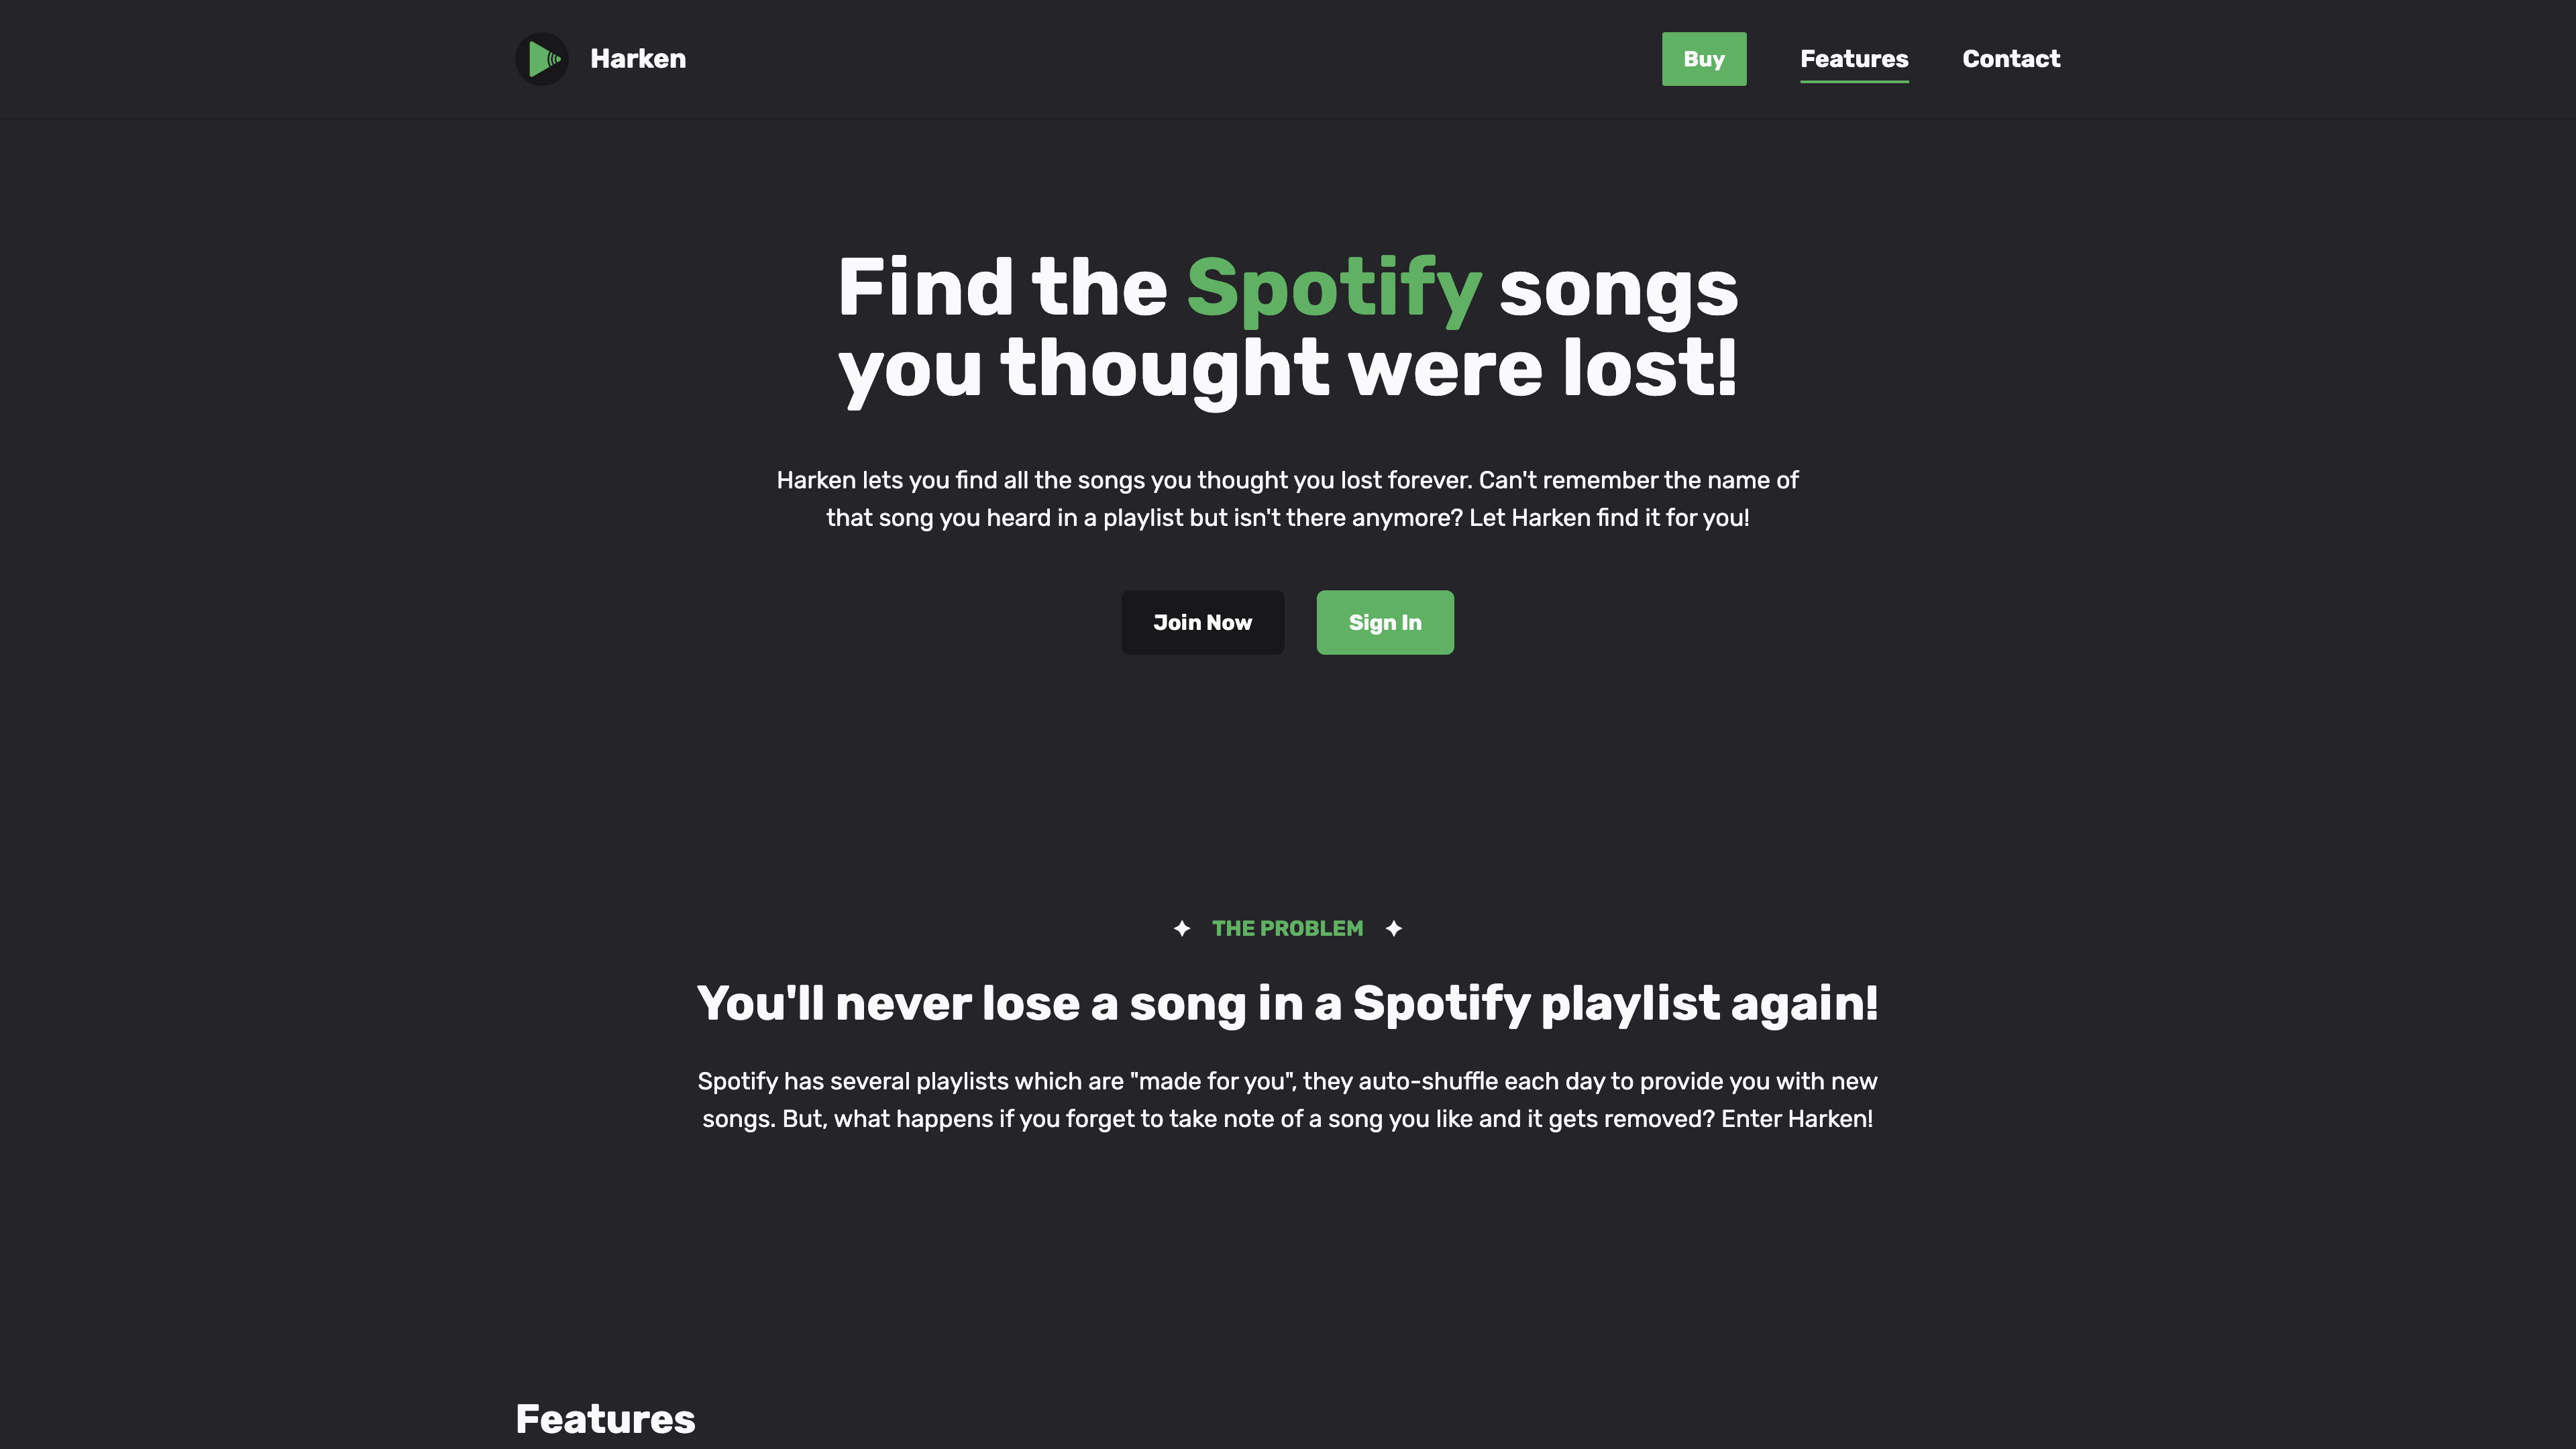 Harken
Buy
Features
Contact
Find the Spotify songs
you thought were lost!
Harken lets you find all the songs you thought you lost forever. Can't remember the name of
that song you heard in a playlist but isn't there anymore? Let Harken find it for you!
Join Now
Sign In
THE PROBLEM
You'll never lose a song in a Spotify playlist again!
Spotify has several playlists which are "made for you", they auto-shuffle each day to provide you with new
songs. But, what happens if you forget to take note of a song you like and it gets removed? Enter Harken!
Features